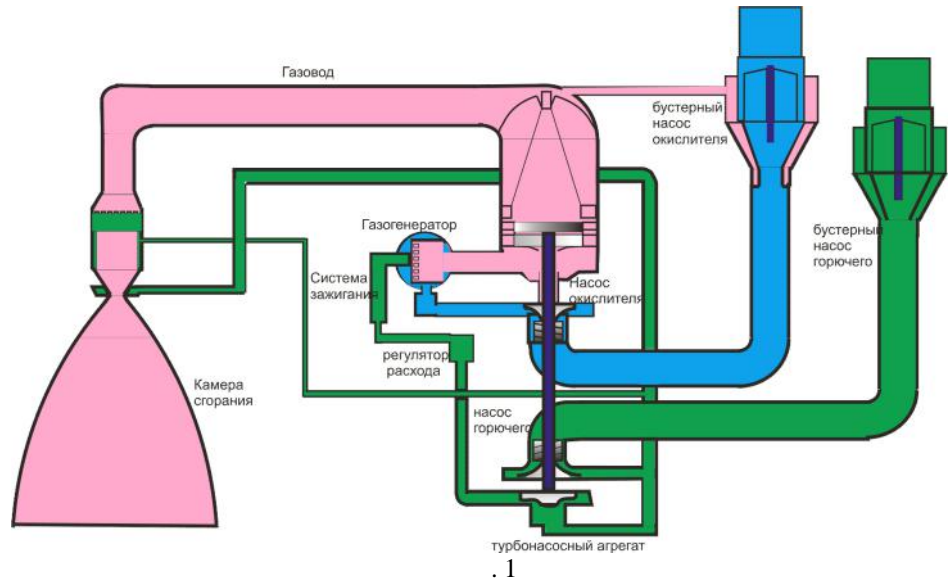 Газовод
бустерный
насос
окислителя
Газогенератор
бустерный
насос
горючего
Система
зажигания
Насос
окислителя
регулятор
расхода
Камера
сгорания
насос
горючего
турбонасосный агрегат
. 1